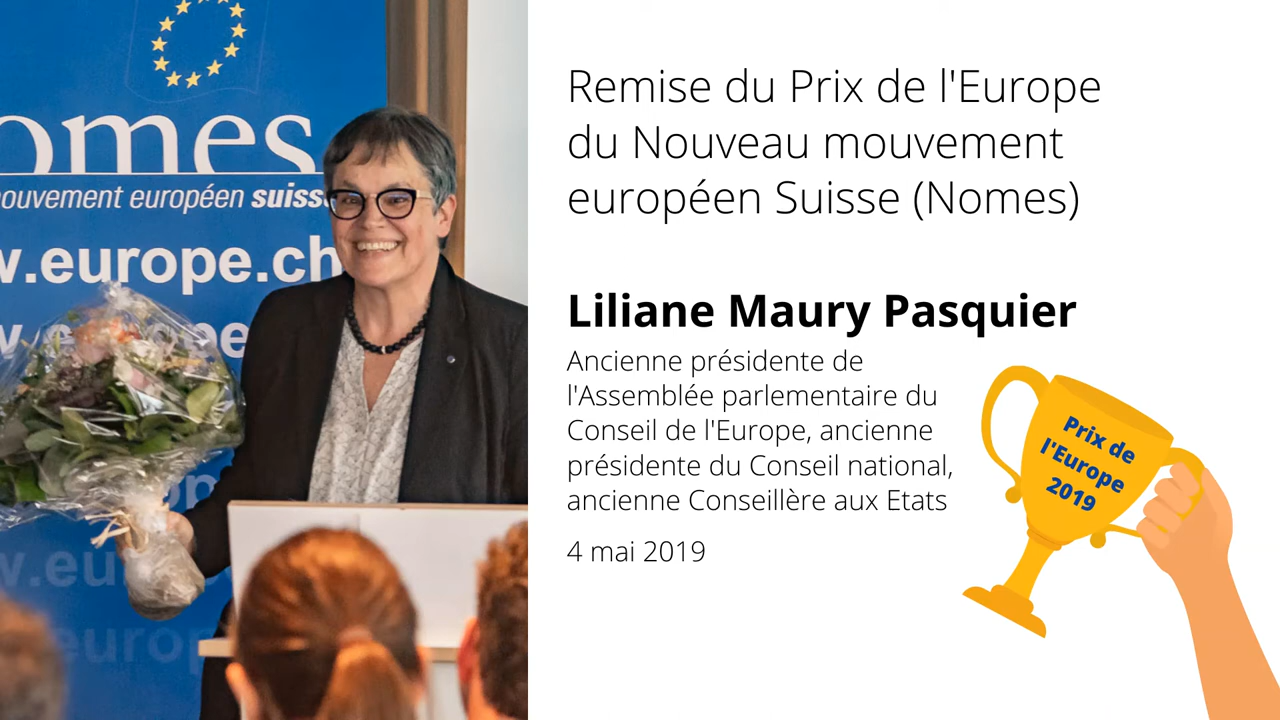 omes
mouvement européen suisse
w.europe.ch
Remise du Prix de l'Europe
du Nouveau mouvement
européen Suisse (Nomes)
Liliane Maury Pasquier
Ancienne présidente de
l'Assemblée parlementaire du
Conseil de l'Europe, ancienne
présidente du Conseil national,
ancienne Conseillère aux Etats
4 mai 2019
Prix de
l'Europe
2019